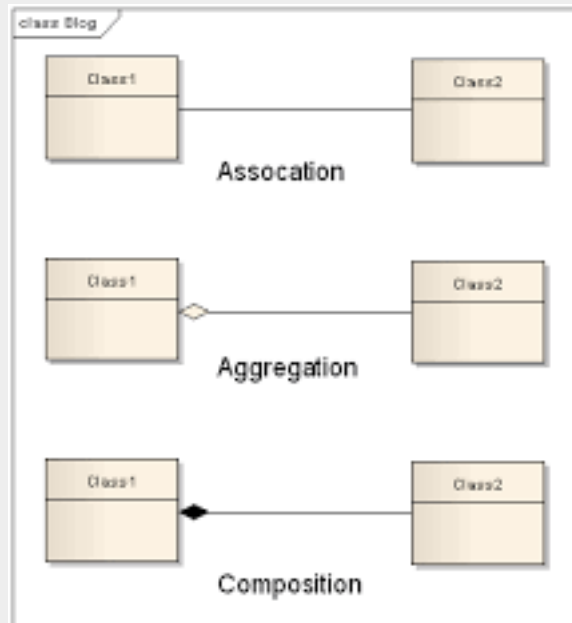 class Blog
Class1
Class2
Assocation
Class1
Class2
Aggregation
Class1
Class2
Composition